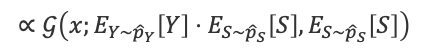 ∝ 𝒢(x; E_{Y∼p̂_Y}[Y] · E_{S∼p̂_S}[S], E_{S∼p̂_S}[S])